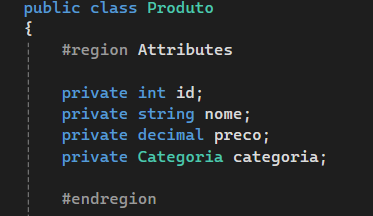 public class Produto
{
#region Attributes
private int id;
private string nome;
private decimal preco;
private Categoria categoria;
#endregion